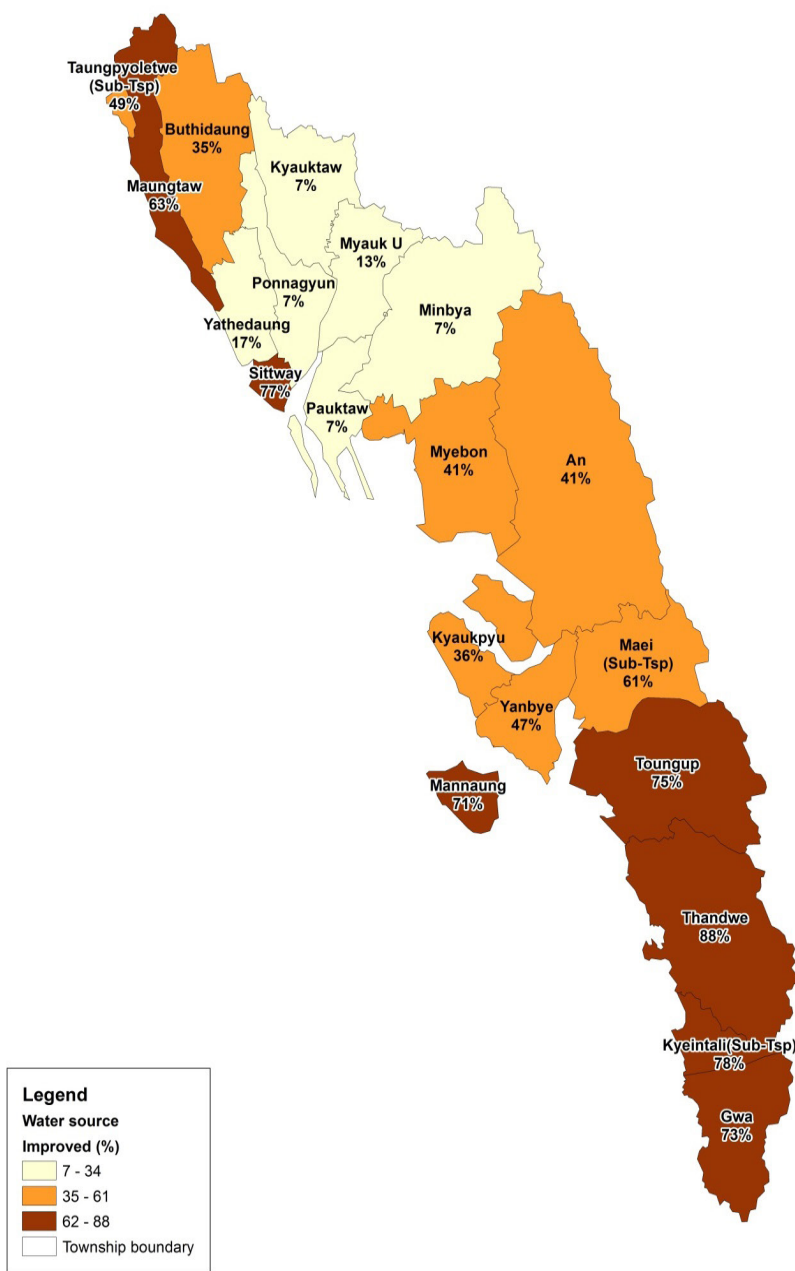 Taungpyoletwe
(Sub-Tsp)
49%
Buthidaung
35%
Kyauktaw
7%
Maungtaw
63%
Myauk U
13%
Ponnagyun
7%
Minbya
7%
Yathedaung
17%
Sittway
77%
Pauktaw
7%
Myebon
41%
An
41%
Kyaukpyu
36%
Maei
(Sub-Tsp)
61%
Yanbye
47%
Toungup
75%
Mannaung
71%
Thandwe
88%
Kyeintali(Sub-Tsp)
78%
Gwa
73%
Legend
Water source
Improved (%)
7 - 34
35 - 61
62 - 88
Township boundary